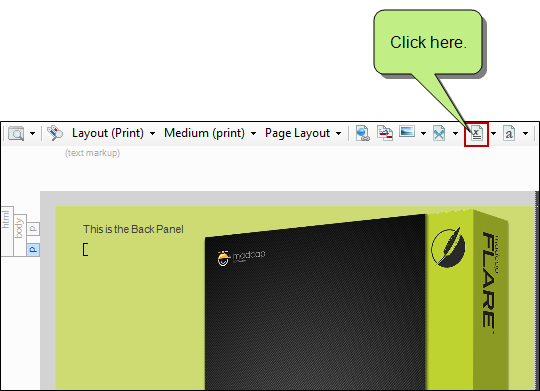 Click here.
Layout (Print) Medium (print) Page Layout
(text markup)
html
body
p
p
This is the Back Panel
madcap
madcap
FLARE